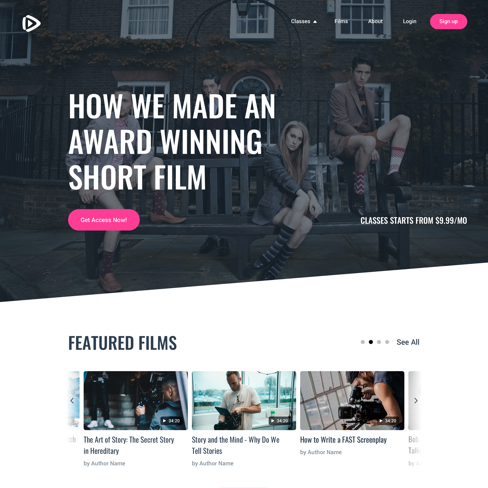 Classes Films About Login Sign up
HOW WE MADE AN
AWARD WINNING
SHORT FILM
Get Access Now!
CLASSES STARTS FROM $9.99/MO
FEATURED FILMS
See All
34:20
34:20
34:20
The Art of Story: The Secret Story
in Hereditary
by Author Name
Story and the Mind - Why Do We
Tell Stories
by Author Name
How to Write a FAST Screenplay
by Author Name